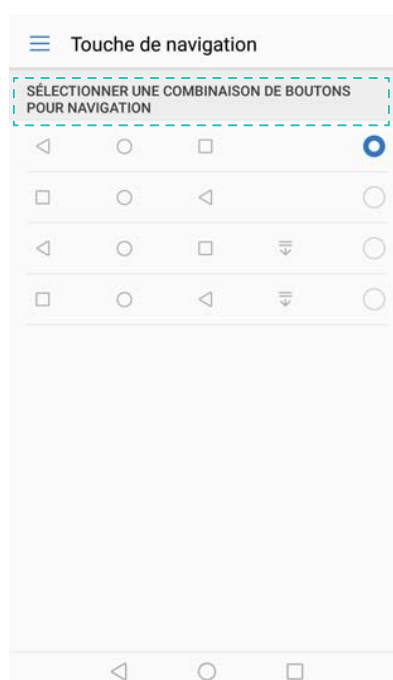 Touche de navigation
SÉLECTIONNER UNE COMBINAISON DE BOUTONS
POUR NAVIGATION